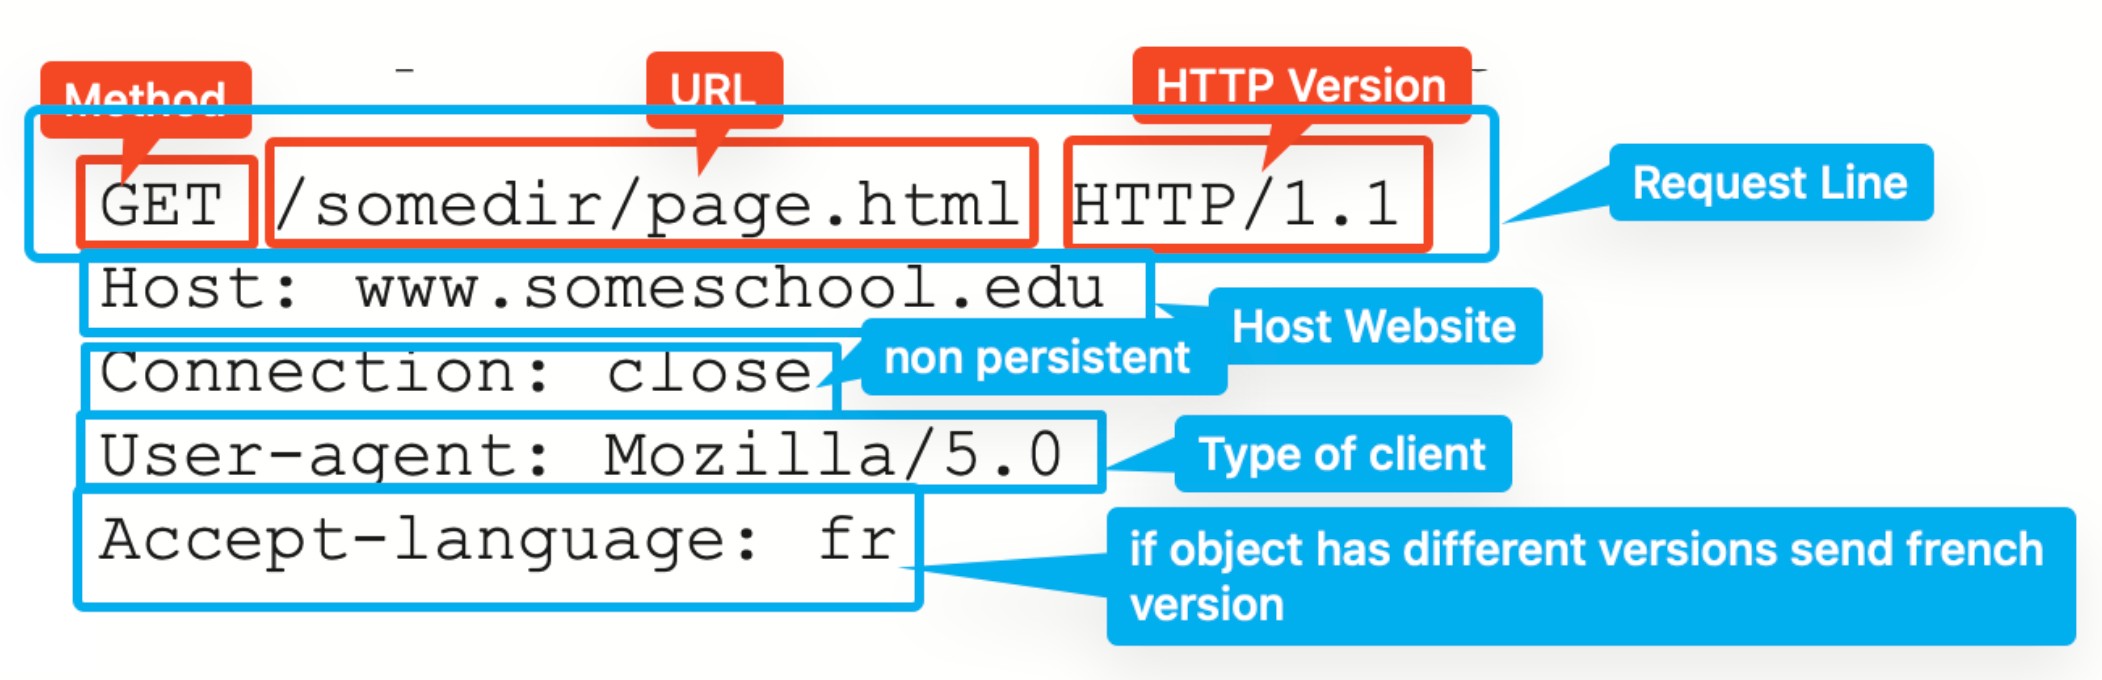 Method URL HTTP Version
GET /somedir/page.html HTTP/1.1
Request Line
Host: www.someschool.edu
Host Website
Connection: close
non persistent
User-agent: Mozilla/5.0
Type of client
Accept-language: fr
if object has different versions send french
version